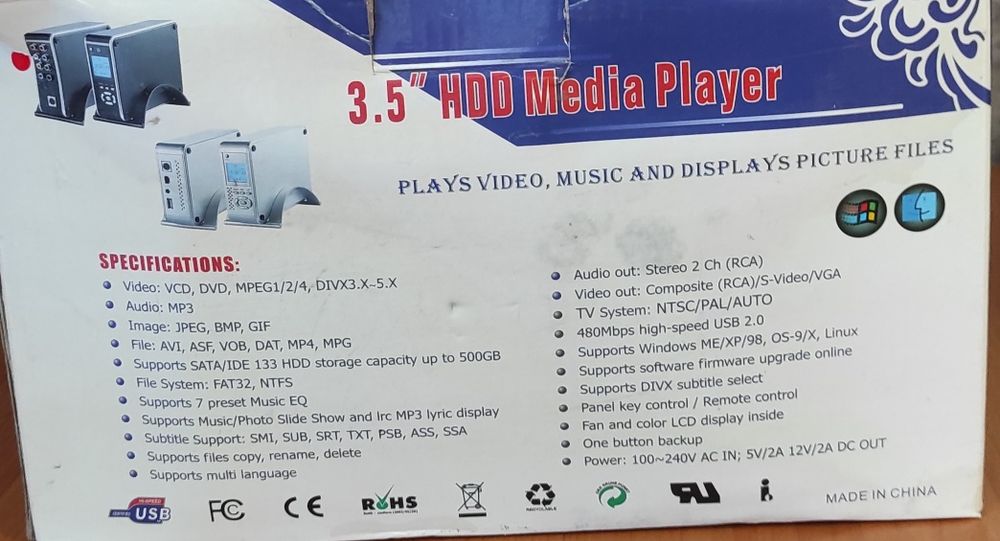 3.5" HDD Media Player
PLAYS VIDEO, MUSIC AND DISPLAYS PICTURE FILES
SPECIFICATIONS:
Video: VCD, DVD, MPEG1/2/4, DIVX3.X~5.X
Audio: MP3
Image: JPEG, BMP, GIF
File: AVI, ASF, VOB, DAT, MP4, MPG
Supports SATA/IDE 133 HDD storage capacity up to 500GB
File System: FAT32, NTFS
Supports 7 preset Music EQ
Supports Music/Photo Slide Show and lrc MP3 lyric display
Subtitle Support: SMI, SUB, SRT, TXT, PSB, ASS, SSA
Supports files copy, rename, delete
Supports multi language
Audio out: Stereo 2 Ch (RCA)
Video out: Composite (RCA)/S-Video/VGA
TV System: NTSC/PAL/AUTO
480Mbps high-speed USB 2.0
Supports Windows ME/XP/98, OS-9/X, Linux
Supports software firmware upgrade online
Supports DIVX subtitle select
Panel key control / Remote control
Fan and color LCD display inside
One button backup
Power: 100~240V AC IN; 5V/2A 12V/2A DC OUT
HI-SPEED
CERTIFIED USB
FC
CE
RoHS
RECYCLABLE
MADE IN CHINA